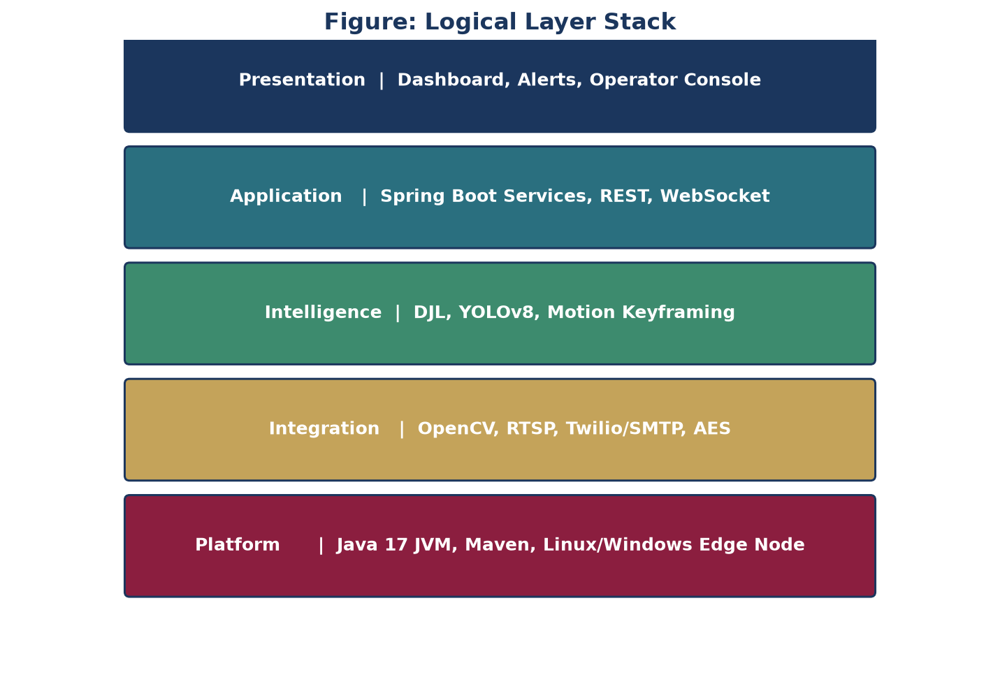 Figure: Logical Layer Stack
Presentation | Dashboard, Alerts, Operator Console
Application | Spring Boot Services, REST, WebSocket
Intelligence | DJL, YOLOv8, Motion Keyframing
Integration | OpenCV, RTSP, Twilio/SMTP, AES
Platform | Java 17 JVM, Maven, Linux/Windows Edge Node